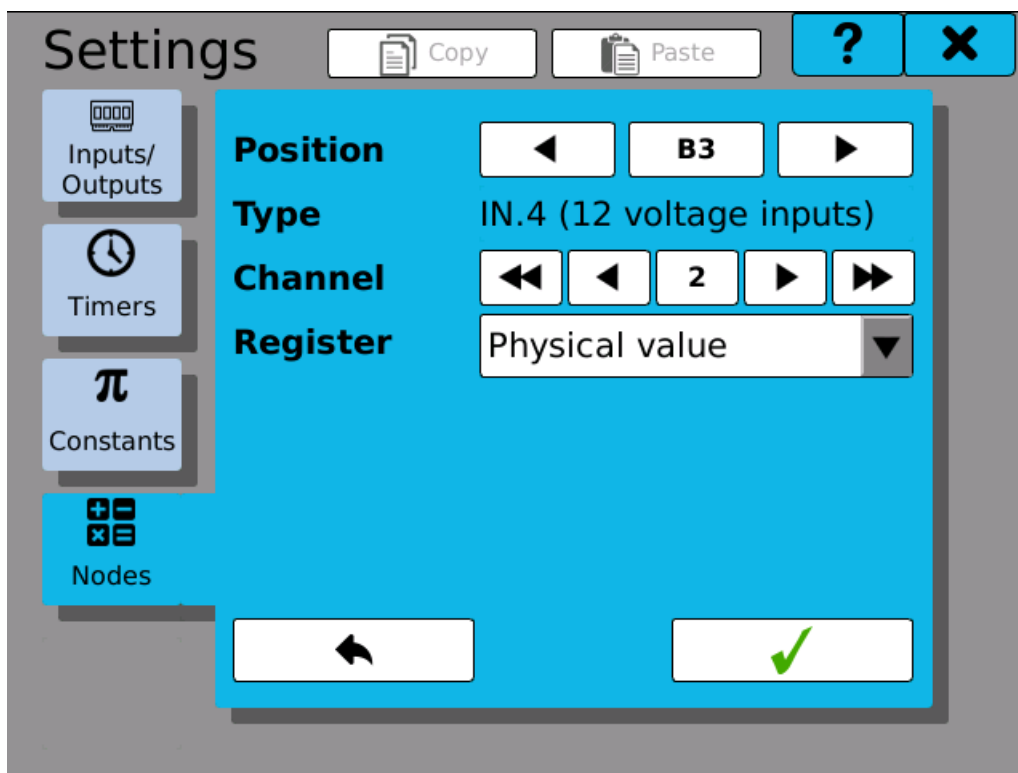 Settings
Copy
Paste
?
Inputs/
Outputs
Timers
π
Constants
Nodes
Position
B3
Type
IN.4 (12 voltage inputs)
Channel
2
Register
Physical value